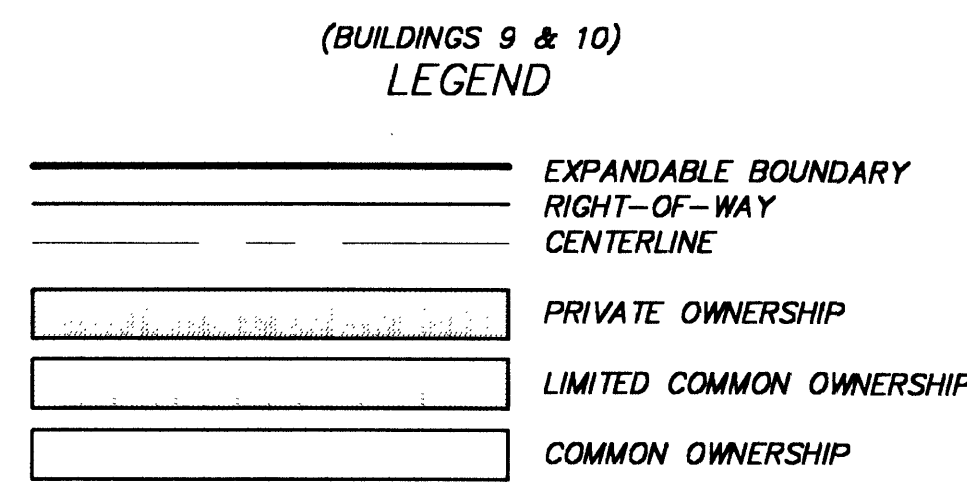 (BUILDINGS 9 & 10)
LEGEND
EXPANDABLE BOUNDARY
RIGHT-OF-WAY
CENTERLINE
PRIVATE OWNERSHIP
LIMITED COMMON OWNERSHIP
COMMON OWNERSHIP